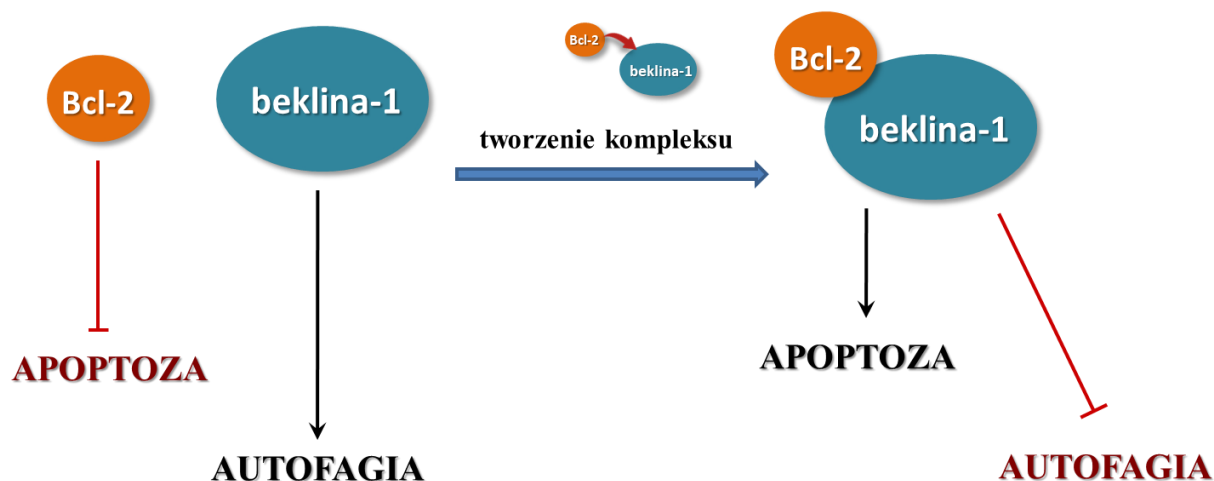 Bcl-2
beklina-1
Bcl-2
beklina-1
tworzenie kompleksu
Bcl-2
beklina-1
APOPTOZA
AUTOFAGIA
APOPTOZA
AUTOFAGIA